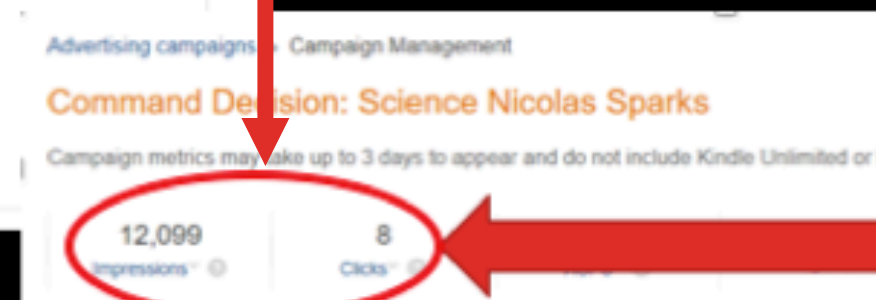 Advertising campaigns › Campaign Management
Command Decision: Science Nicolas Sparks
Campaign metrics may take up to 3 days to appear and do not include Kindle Unlimited or
12,099 8
Impressions Clicks